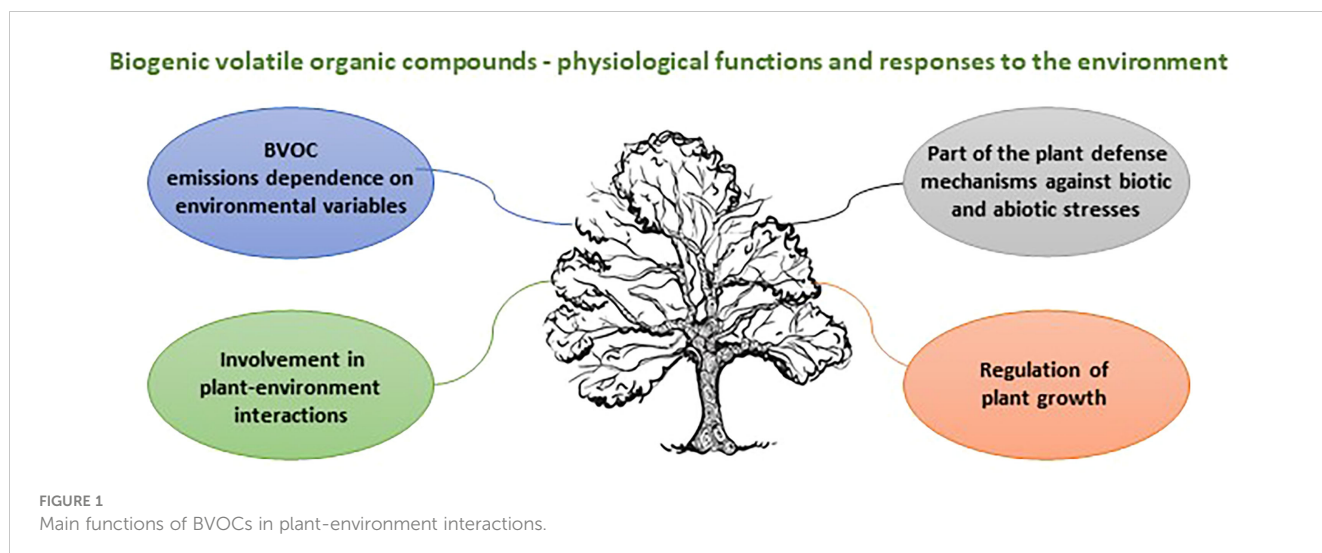 Biogenic volatile organic compounds - physiological functions and responses to the environment
BVOC
emissions dependence on
environmental variables
Part of the plant defense
mechanisms against biotic
and abiotic stresses
Involvement in
plant-environment
interactions
Regulation of
plant growth
FIGURE 1
Main functions of BVOCs in plant-environment interactions.